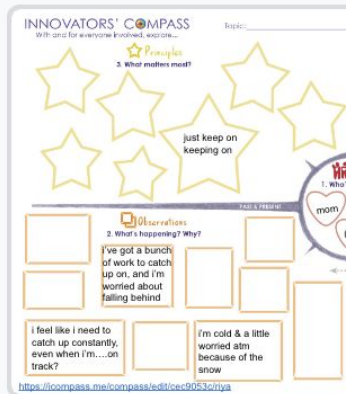 INNOVATORS' COMPASS
Topic:
With and for everyone involved, explore...
Principles
3. What matters most?
just keep on
keeping on
PAST & PRESENT
1. Who'
mom
Observations
2. What's happening? Why?
i've got a bunch
of work to catch
up on, and i'm
worried about
falling behind
i feel like i need to
catch up constantly,
even when i'm....on
track?
i'm cold & a little
worried atm
because of the
snow
https://icompass.me/compass/edit/cec9053c/riya